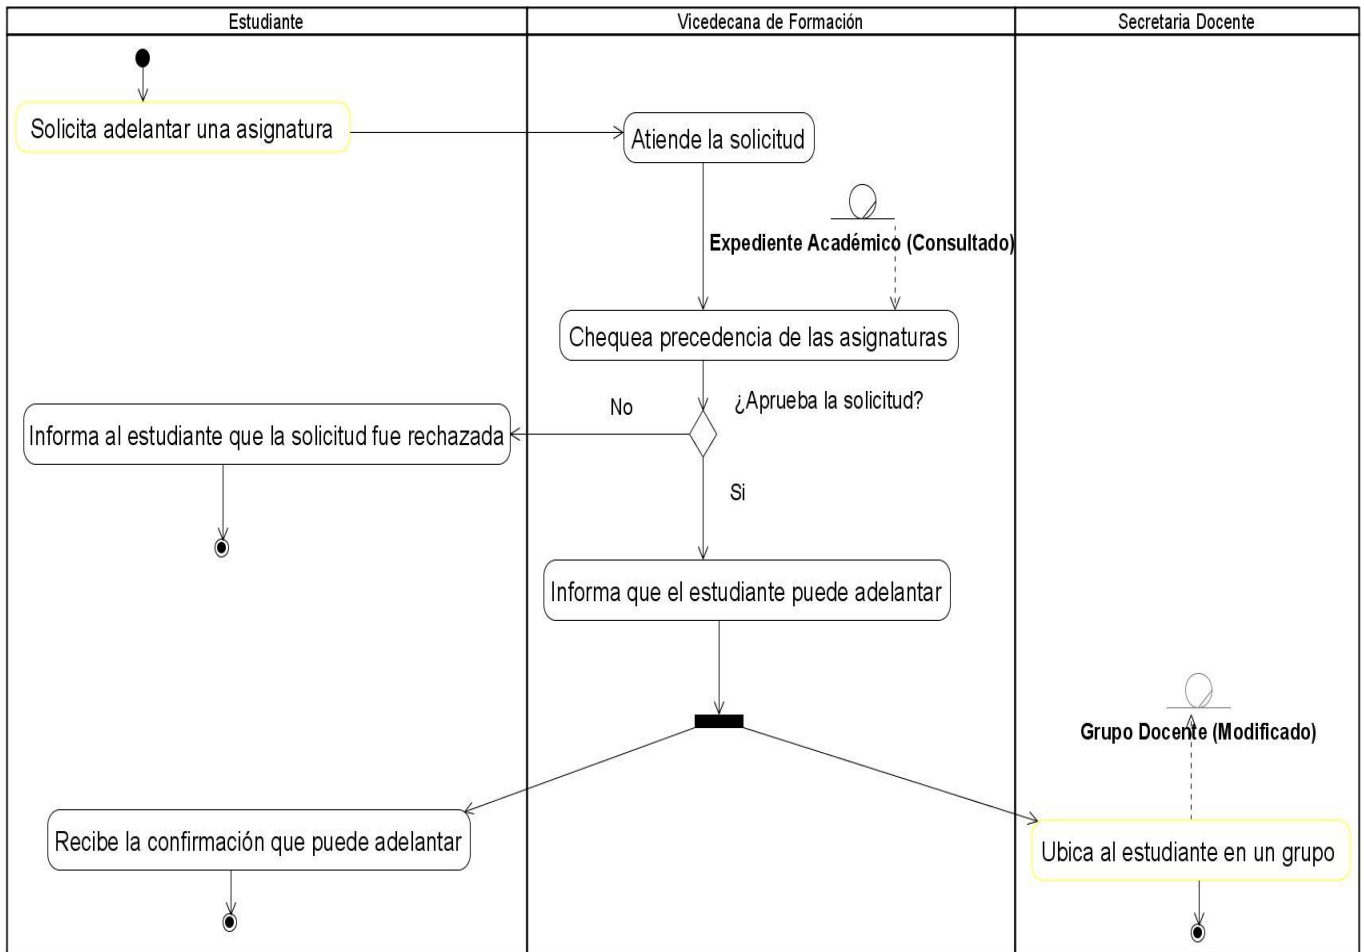 Estudiante
Vicedecana de Formación
Secretaria Docente
Solicita adelantar una asignatura
Atiende la solicitud
Expediente Académico (Consultado)
Chequea precedencia de las asignaturas
No
¿Aprueba la solicitud?
Informa al estudiante que la solicitud fue rechazada
Si
Informa que el estudiante puede adelantar
Grupo Docente (Modificado)
Recibe la confirmación que puede adelantar
Ubica al estudiante en un grupo